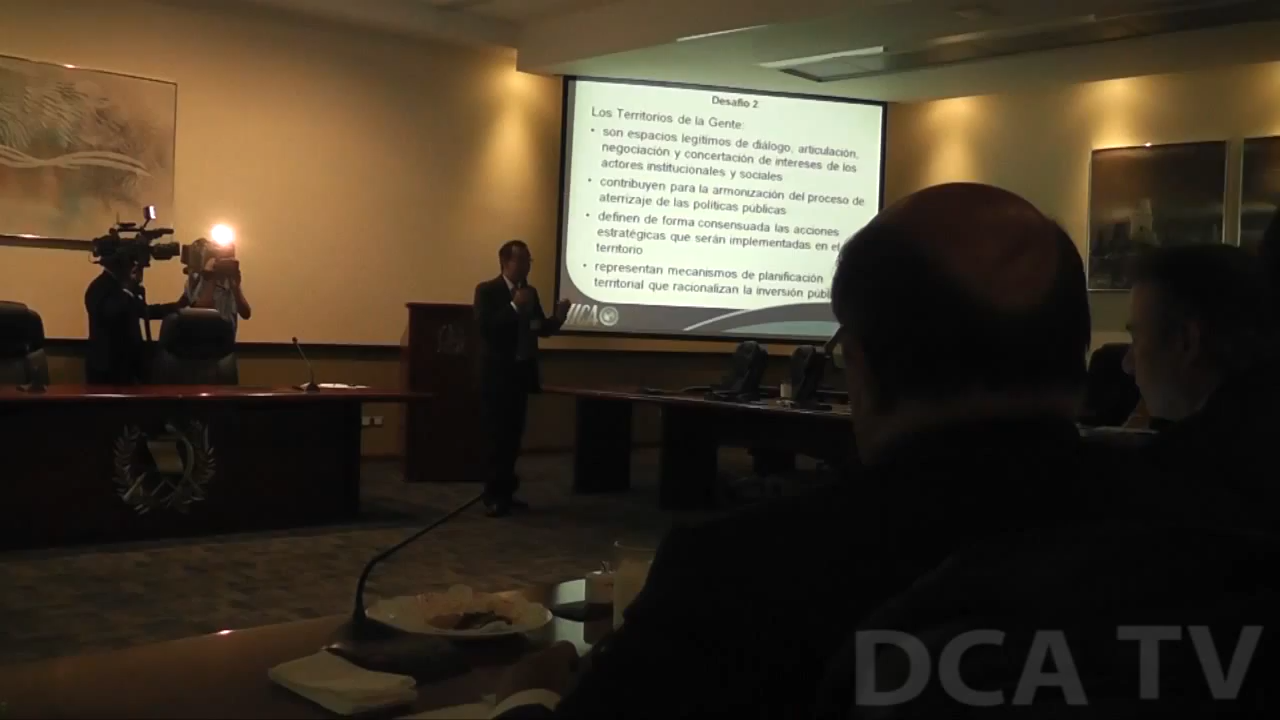 Desafío 2
Los Territorios de la Gente:
• son espacios legítimos de diálogo, articulación,
negociación y concertación de intereses de los
actores institucionales y sociales
• contribuyen para la armonización del proceso de
aterrizaje de las políticas públicas
• definen de forma consensuada las acciones
estratégicas que serán implementadas en el
territorio
• representan mecanismos de planificación
territorial que racionalizan la inversión públi
IICA
DCA TV